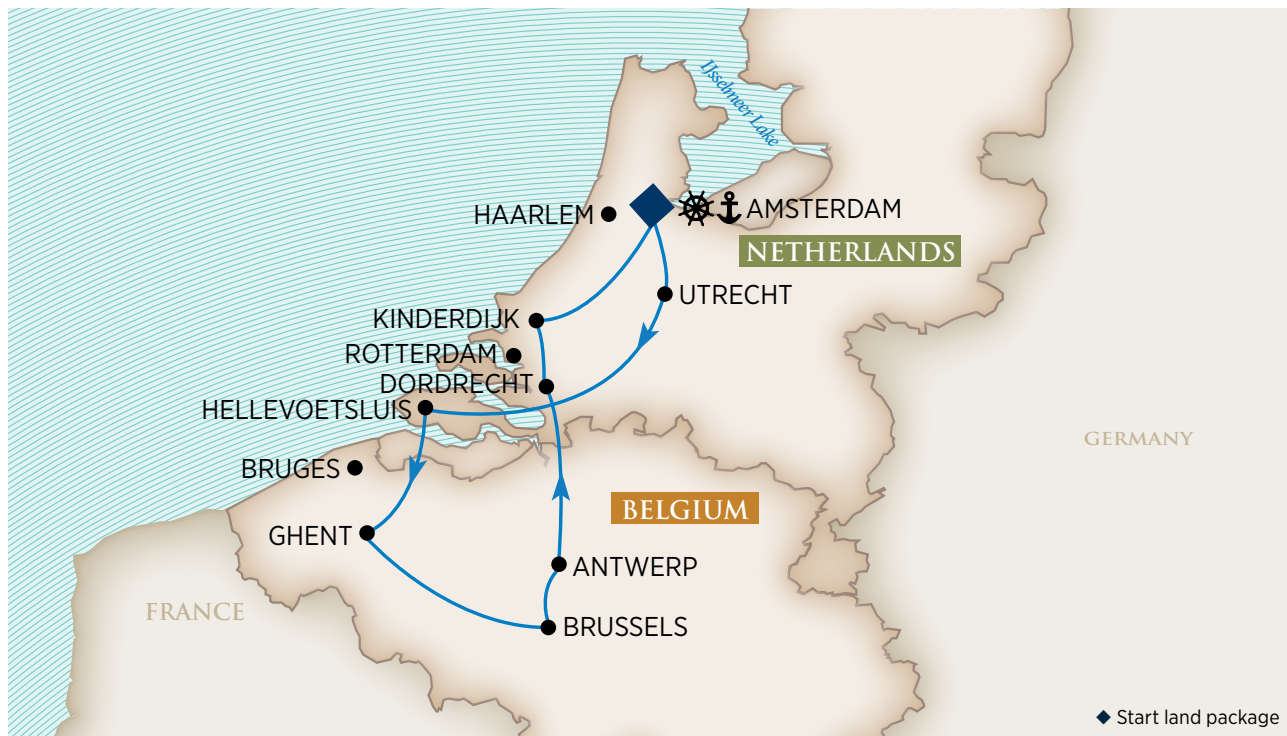 IJsselmeer Lake
HAARLEM
AMSTERDAM
NETHERLANDS
UTRECHT
KINDERDIJK
ROTTERDAM
DORDRECHT
HELLEVOETSLUIS
GERMANY
BRUGES
BELGIUM
GHENT
ANTWERP
FRANCE
BRUSSELS
Start land package